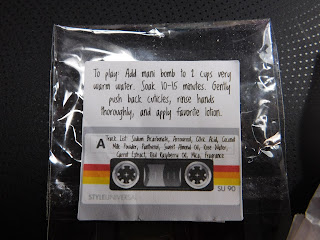 To play: Add mani bomb to 2 cups very
warm water. Soak 10-15 minutes. Gently
push back cuticles, rinse hands
thoroughly, and apply favorite lotion.
A Track List: Sodium Bicarbonate, Arrowroot, Citric Acid, Coconut
Milk Powder, Panthenol, Sweet Almond Oil, Rose Water,
Carrot Extract, Red Raspberry Oil, Mica, Fragrance
SU 90
STYLEUNIVERSAL